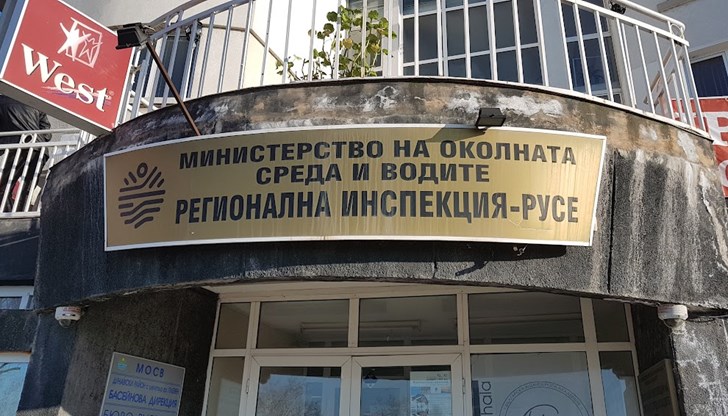 West
МИНИСТЕРСТВО НА ОКОЛНАТА
СРЕДА И ВОДИТЕ
РЕГИОНАЛНА ИНСПЕКЦИЯ-РУСЕ
МОСВ
БАСЕЙНОВА ДИРЕКЦИЯ